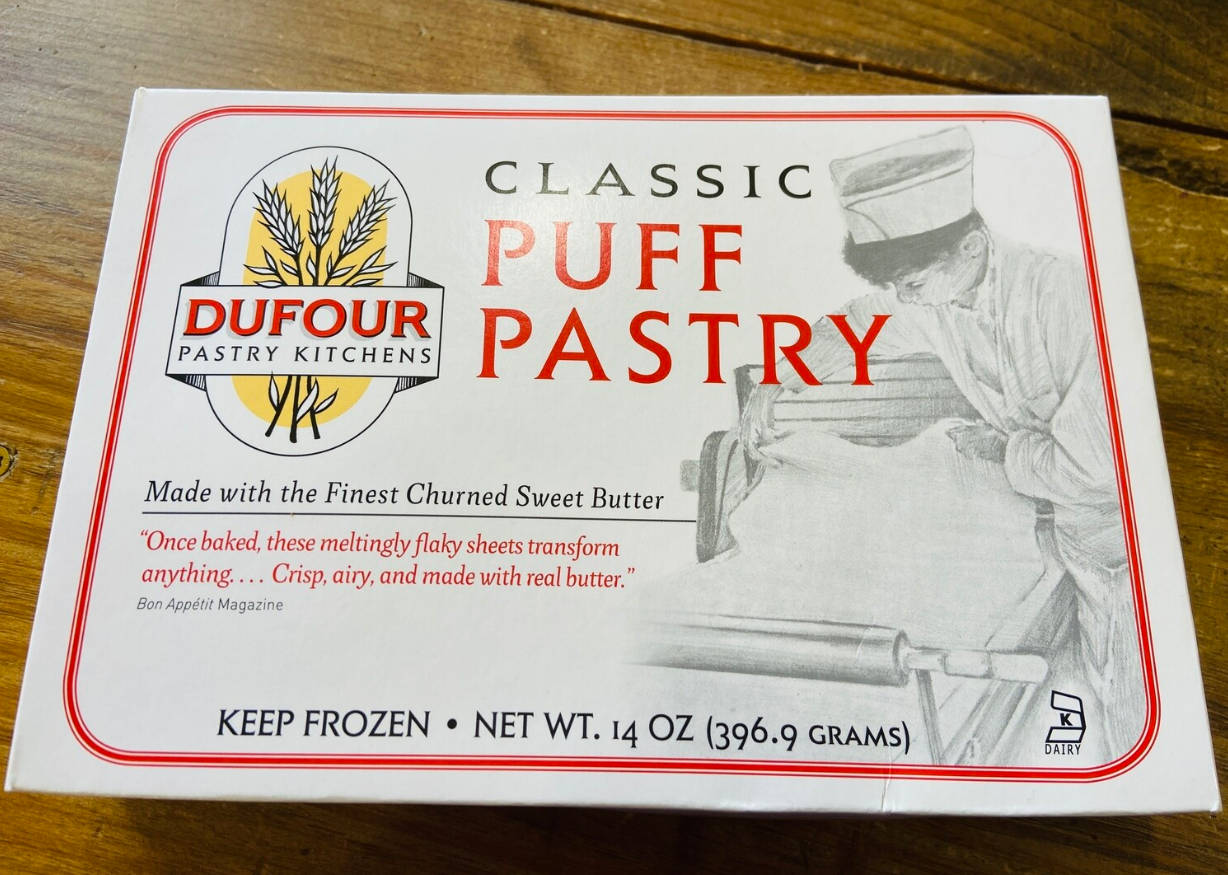 CLASSIC
PUFF
PASTRY
DUFOUR
PASTRY KITCHENS
Made with the Finest Churned Sweet Butter
“Once baked, these meltingly flaky sheets transform
anything. . . . Crisp, airy, and made with real butter.”
Bon Appétit Magazine
KEEP FROZEN • NET WT. 14 OZ (396.9 GRAMS)
K
DAIRY